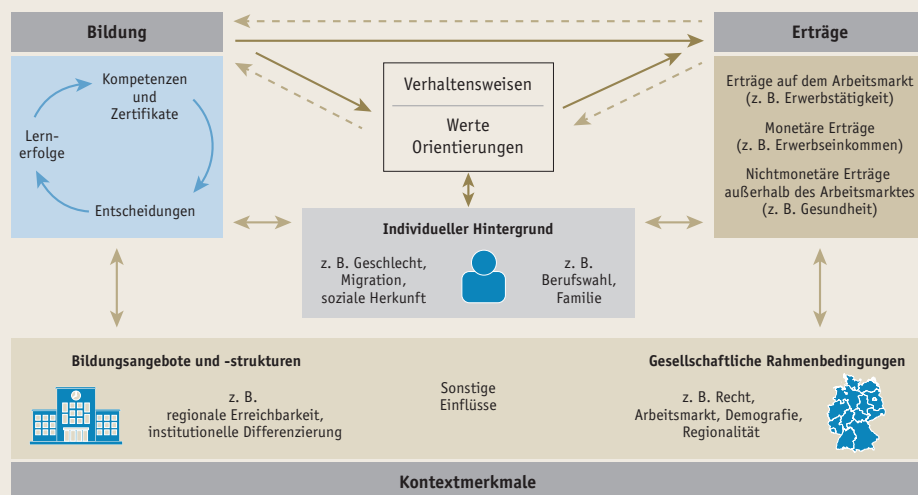 Bildung
Kompetenzen
und
Zertifikate
Lern-
erfolge
Entscheidungen
Verhaltensweisen
Werte
Orientierungen
Erträge
Erträge auf dem Arbeitsmarkt
(z. B. Erwerbstätigkeit)
Monetäre Erträge
(z. B. Erwerbseinkommen)
Nichtmonetäre Erträge
außerhalb des Arbeitsmarktes
(z. B. Gesundheit)
Individueller Hintergrund
z. B. Geschlecht,
Migration,
soziale Herkunft
z. B.
Berufswahl,
Familie
Bildungsangebote und -strukturen
z. B.
regionale Erreichbarkeit,
institutionelle Differenzierung
Sonstige
Einflüsse
Gesellschaftliche Rahmenbedingungen
z. B. Recht,
Arbeitsmarkt, Demografie,
Regionalität
Kontextmerkmale